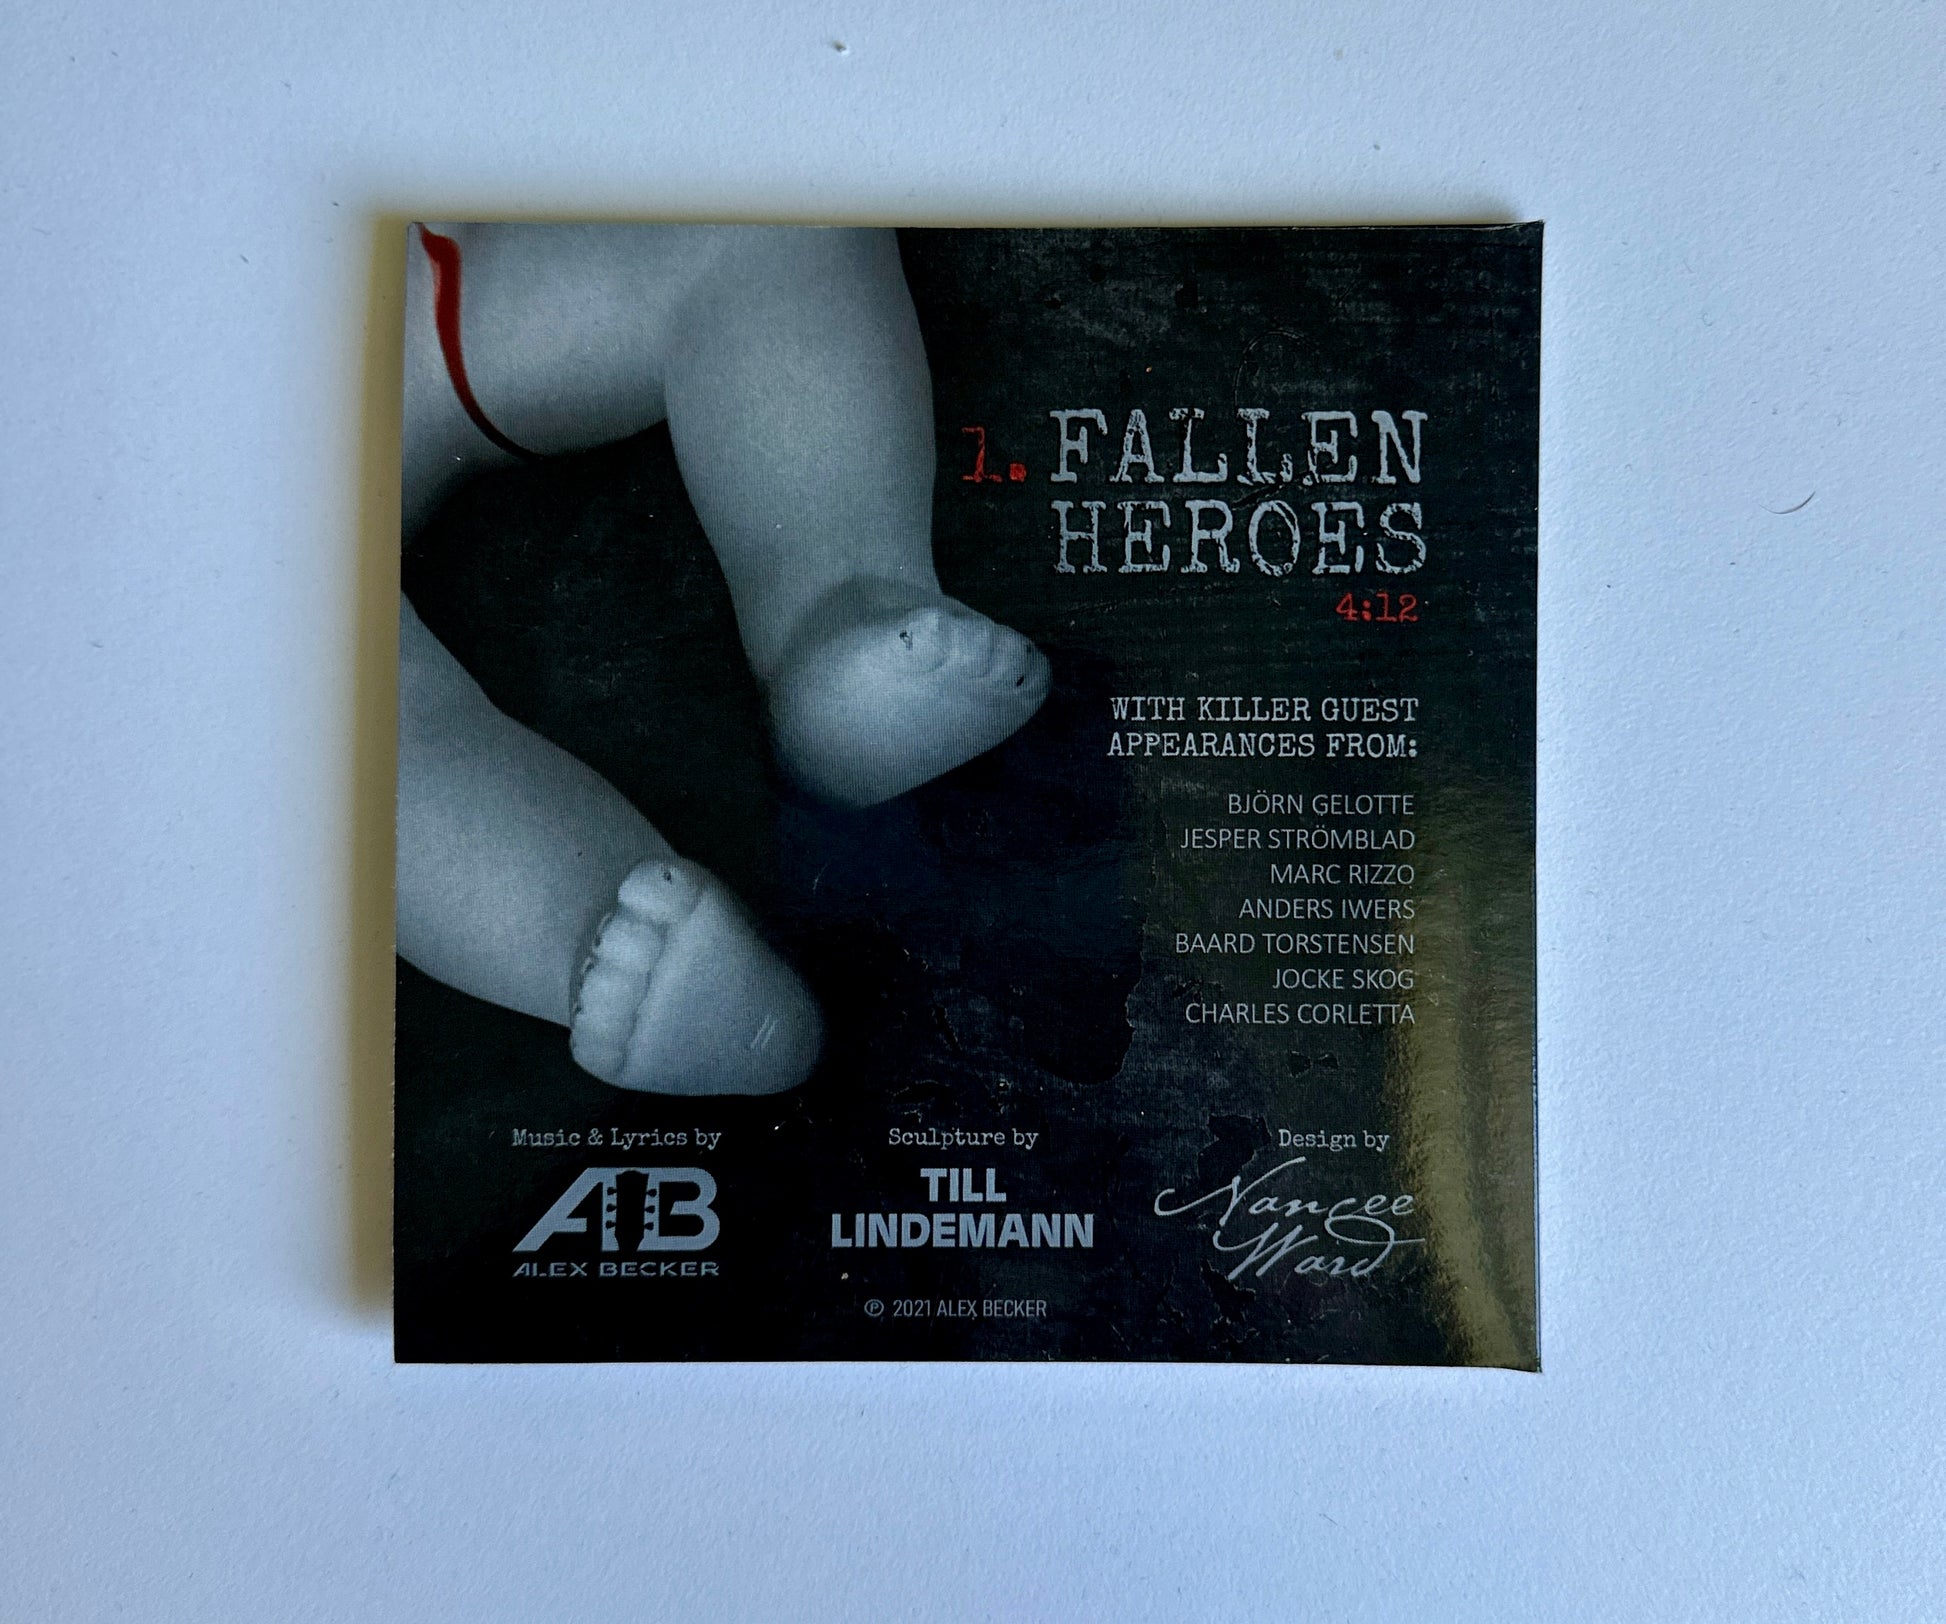 1. FALLEN
HEROES
4:12
WITH KILLER GUEST
APPEARANCES FROM:
BJÖRN GELOTTE
JESPER STRÖMBLAD
MARC RIZZO
ANDERS IWERS
BAARD TORSTENSEN
JOCKE SKOG
CHARLES CORLETTA
Music & Lyrics by
AB
ALEX BECKER
Sculpture by
TILL
LINDEMANN
Design by
Nancee
Ward
℗ 2021 ALEX BECKER